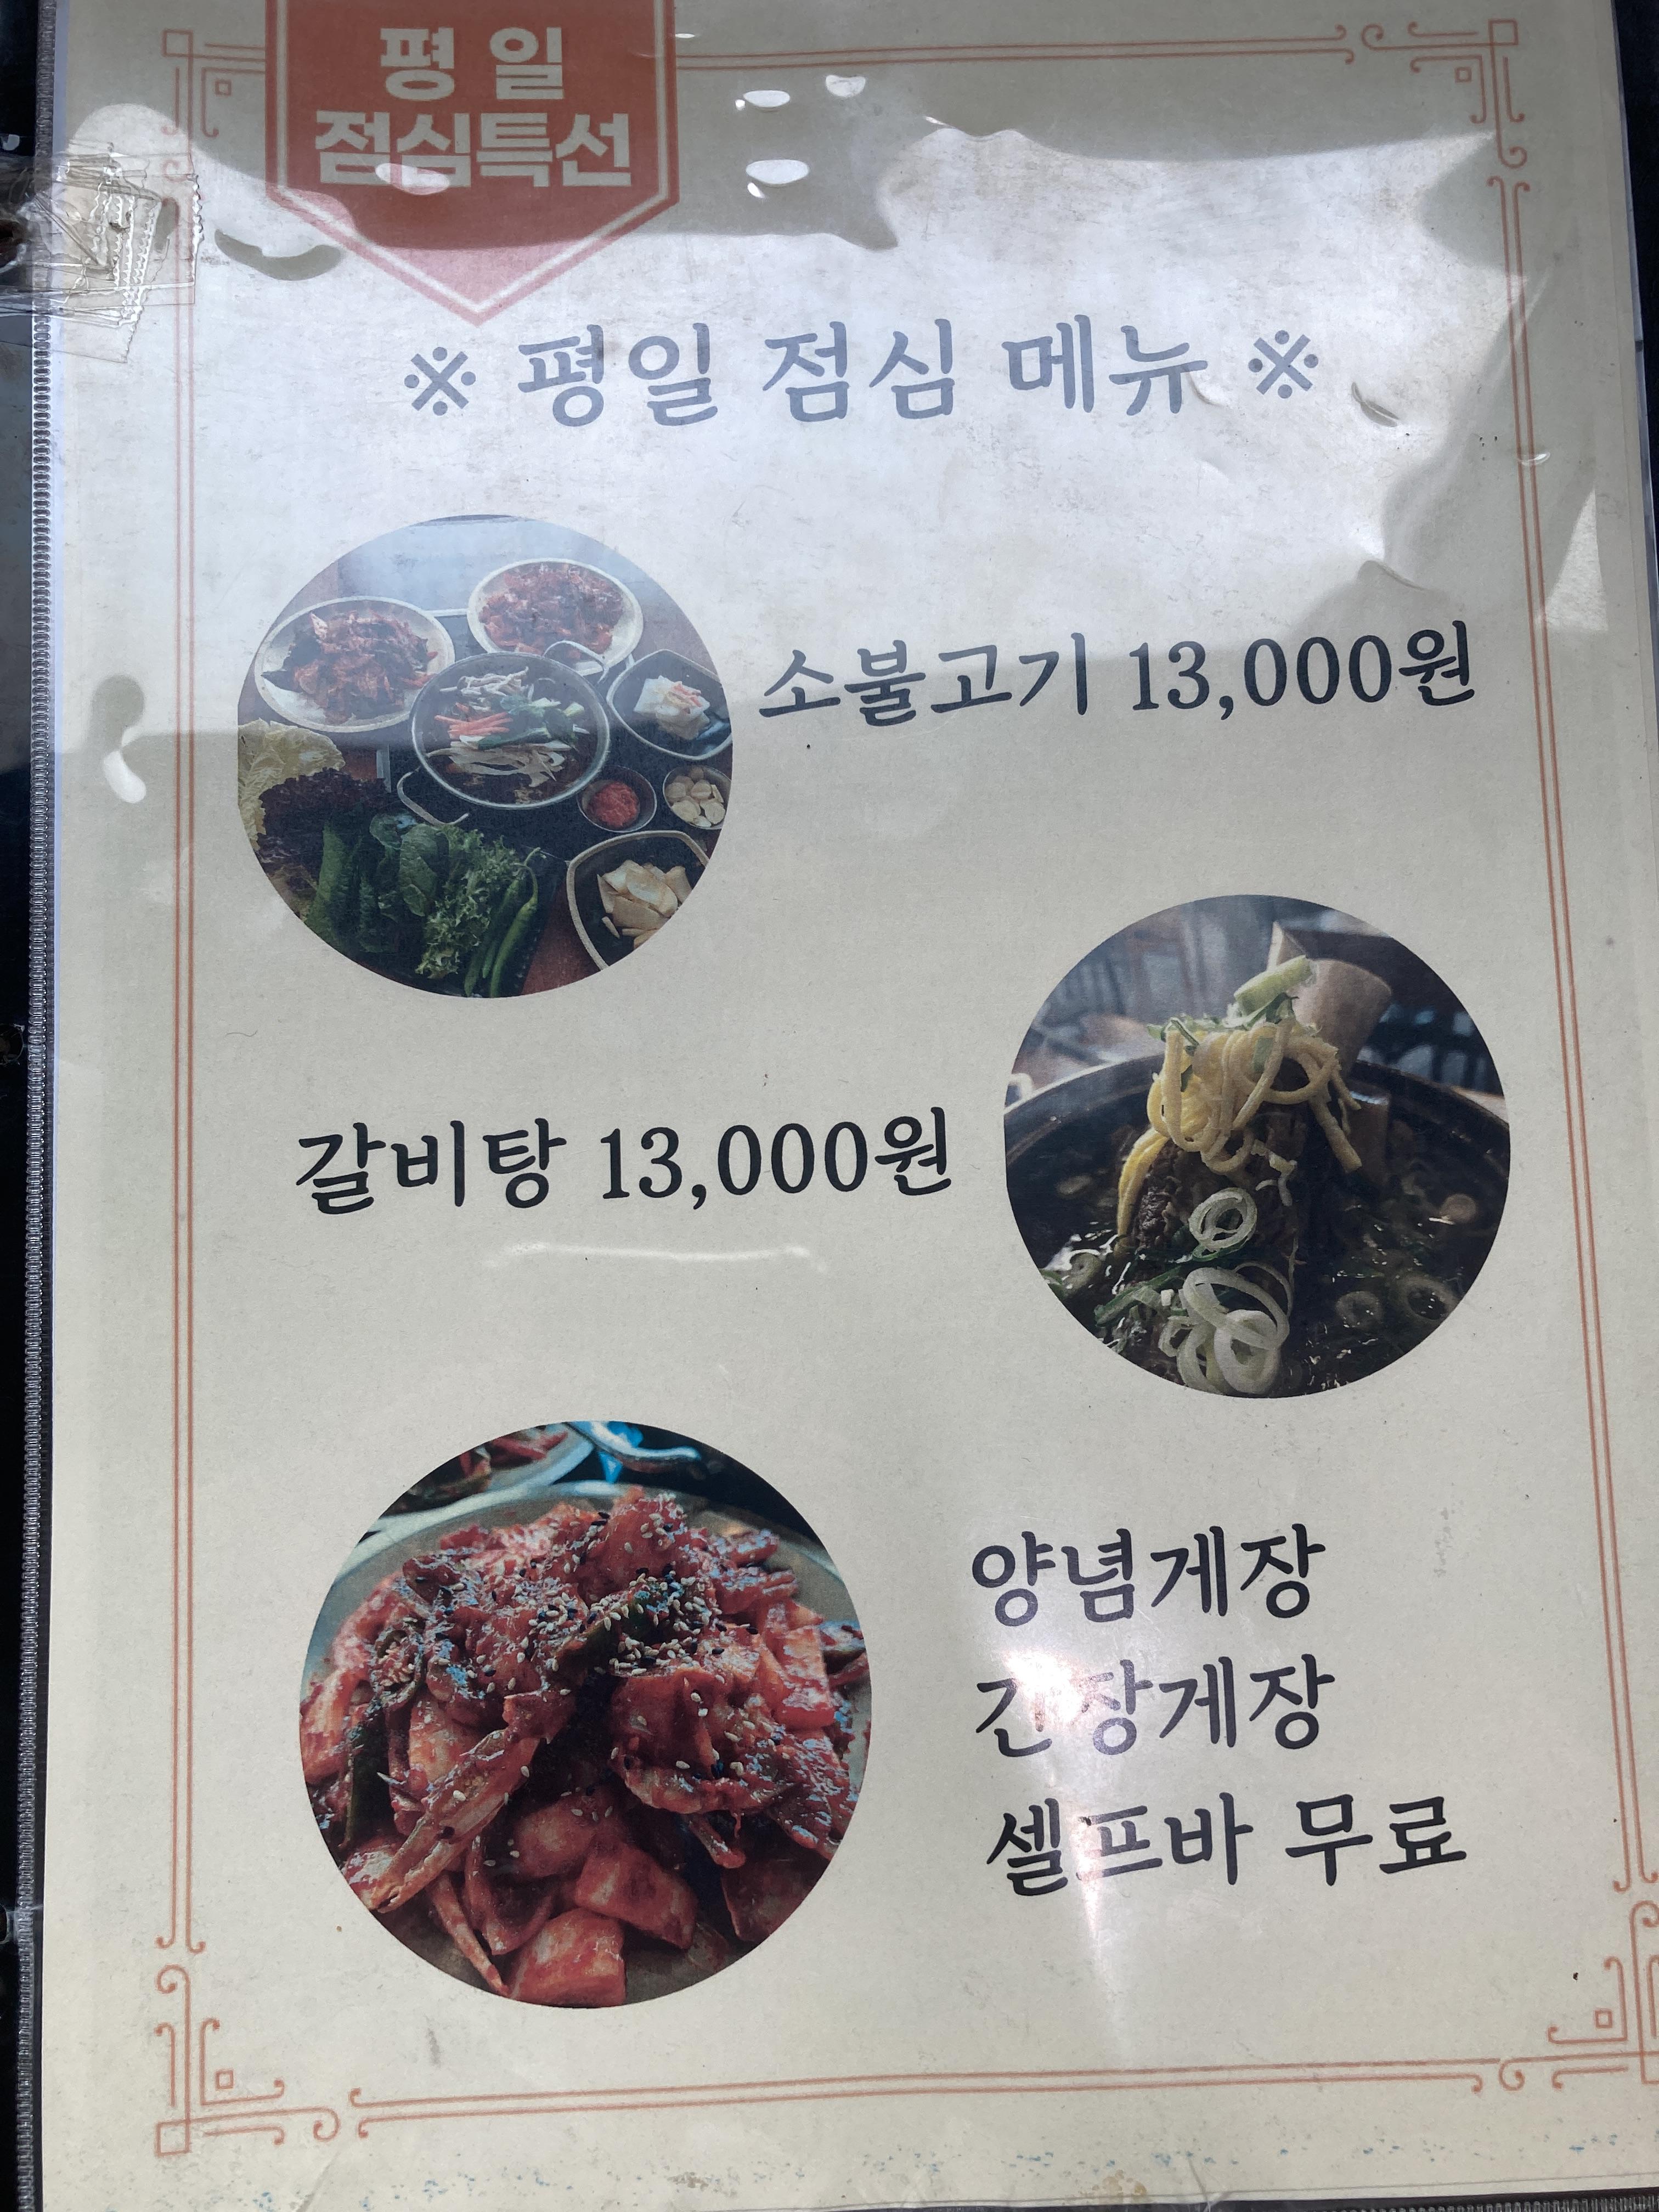 평 일
점심특선
※ 평일 점심 메뉴 ※
소불고기 13,000원
갈비탕 13,000원
양념게장
간장게장
셀프바 무료